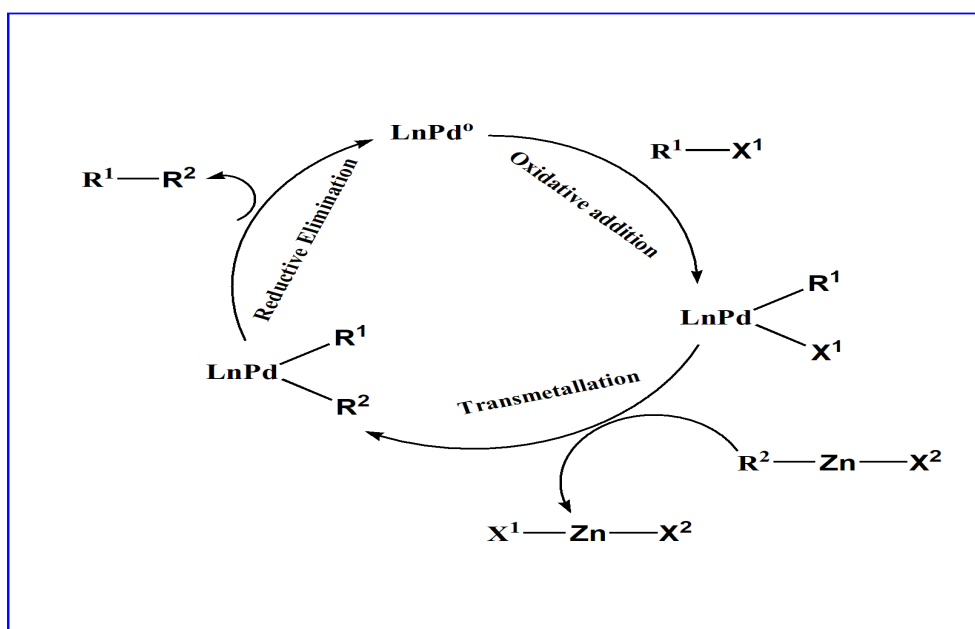 LnPd⁰
R¹—X¹
Oxidative addition
LnPd
R¹
X¹
Transmetallation
R²—Zn—X²
X¹—Zn—X²
LnPd
R¹
R²
Reductive Elimination
R¹—R²